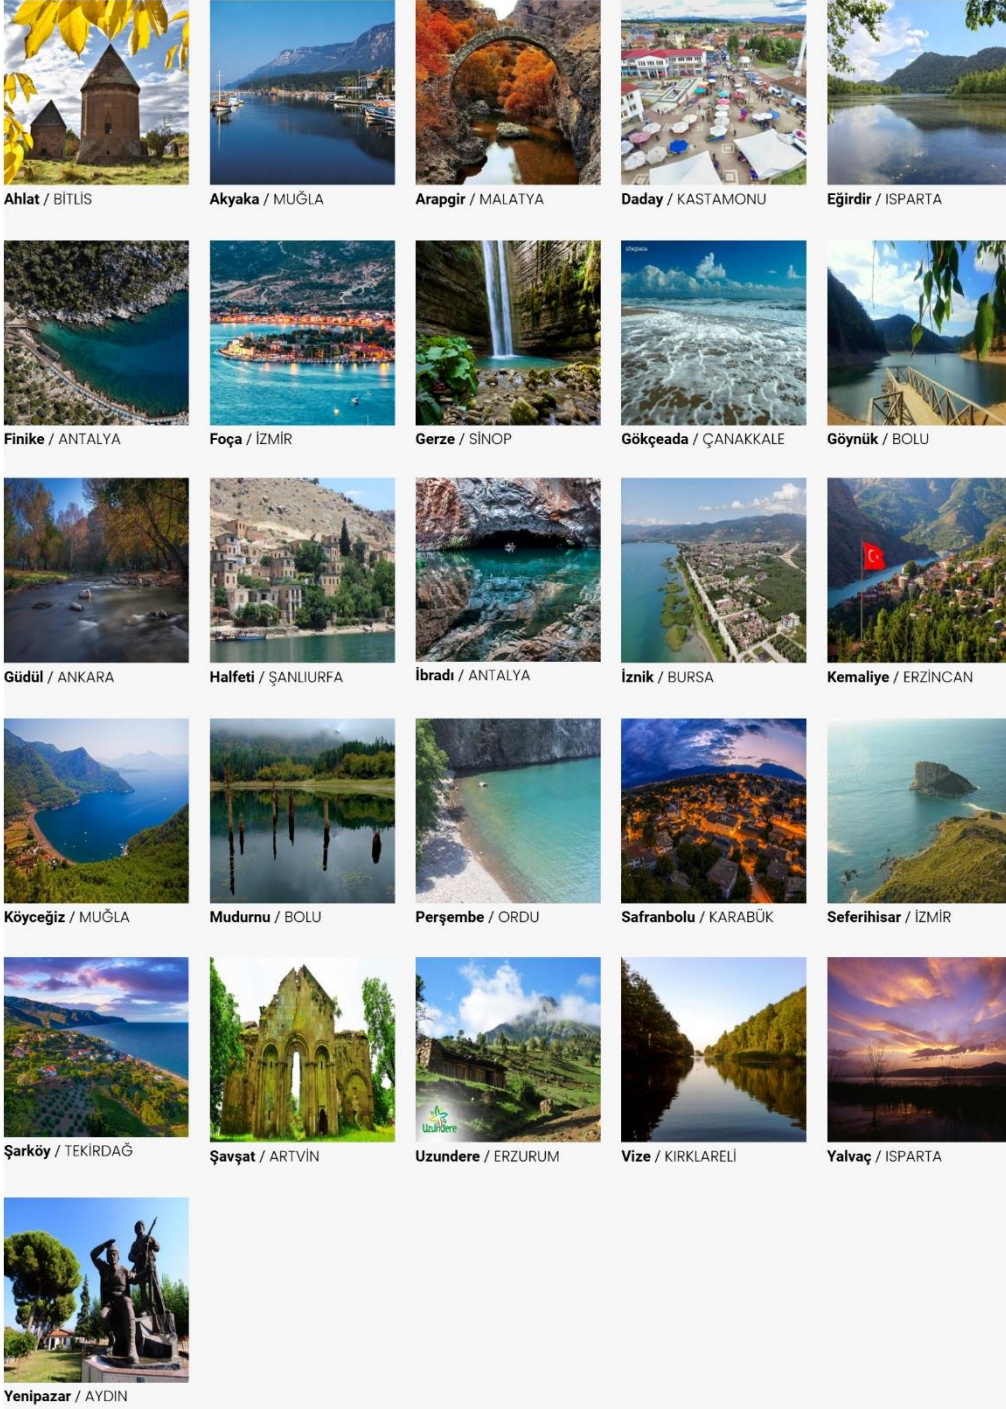 Ahlat / BİTLİS
Akyaka / MUĞLA
Arapgir / MALATYA
Daday / KASTAMONU
Eğirdir / ISPARTA
GÖKÇEADA
Finike / ANTALYA
Foça / İZMİR
Gerze / SİNOP
Gökçeada / ÇANAKKALE
Göynük / BOLU
Güdül / ANKARA
Halfeti / ŞANLIURFA
İbradı / ANTALYA
İznik / BURSA
Kemaliye / ERZİNCAN
Köyceğiz / MUĞLA
Mudurnu / BOLU
Perşembe / ORDU
Safranbolu / KARABÜK
Seferihisar / İZMİR
Uzundere
Şarköy / TEKİRDAĞ
Şavşat / ARTVİN
Uzundere / ERZURUM
Vize / KIRKLARELİ
Yalvaç / ISPARTA
Yenipazar / AYDIN